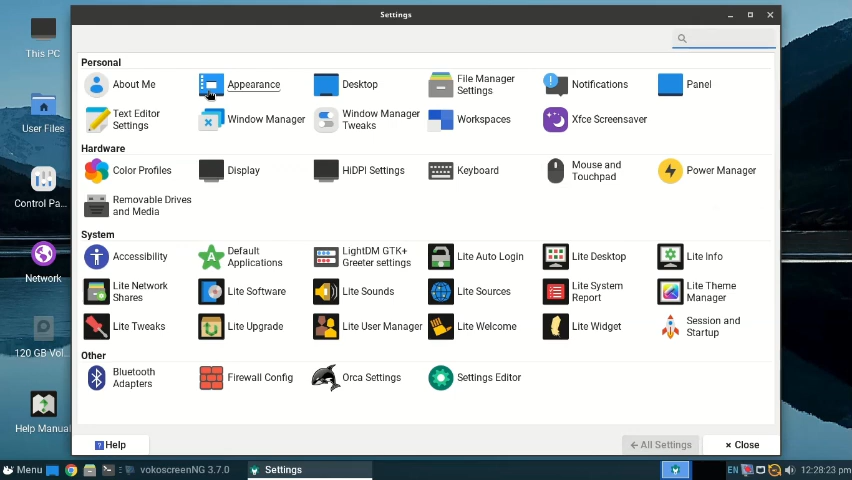 Settings
This PC
User Files
Control Pa...
Network
120 GB Vol...
Help Manual
Personal
About Me
Appearance
Desktop
File Manager
Settings
Notifications
Panel
Text Editor
Settings
Window Manager
Window Manager
Tweaks
Workspaces
Xfce Screensaver
Hardware
Color Profiles
Display
HiDPI Settings
Keyboard
Mouse and
Touchpad
Power Manager
Removable Drives
and Media
System
Accessibility
Default
Applications
LightDM GTK+
Greeter settings
Lite Auto Login
Lite Desktop
Lite Info
Lite Network
Shares
Lite Software
Lite Sounds
Lite Sources
Lite System
Report
Lite Theme
Manager
Lite Tweaks
Lite Upgrade
Lite User Manager
Lite Welcome
Lite Widget
Session and
Startup
Other
Bluetooth
Adapters
Firewall Config
Orca Settings
Settings Editor
? Help
← All Settings
× Close
Menu
vokoscreenNG 3.7.0
Settings
EN
12:28:23 pm